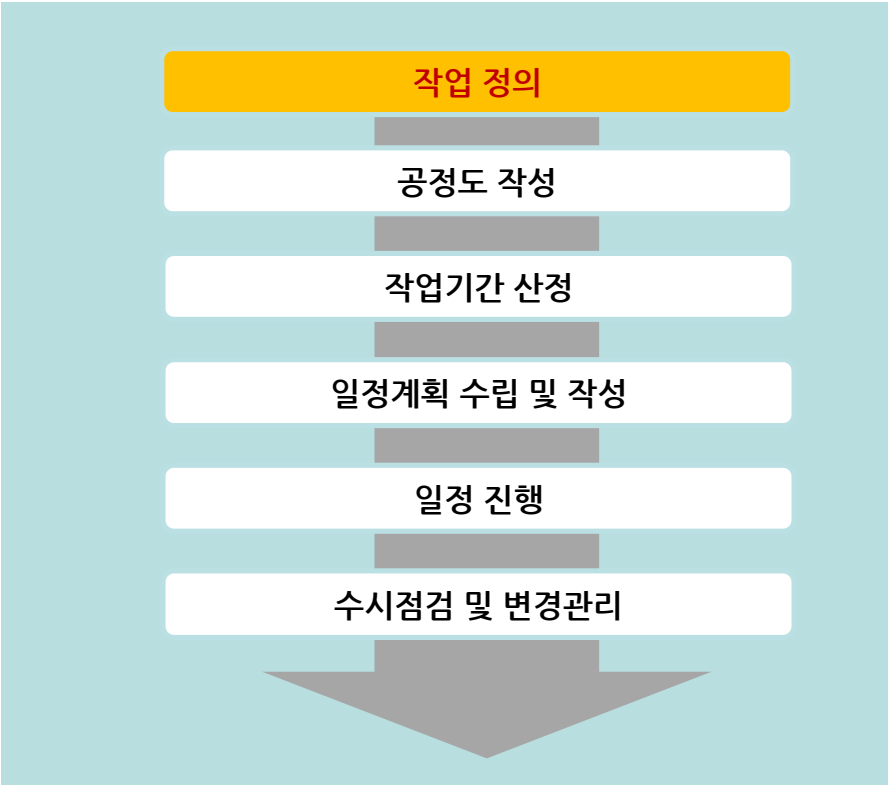 작업 정의
공정도 작성
작업기간 산정
일정계획 수립 및 작성
일정 진행
수시점검 및 변경관리